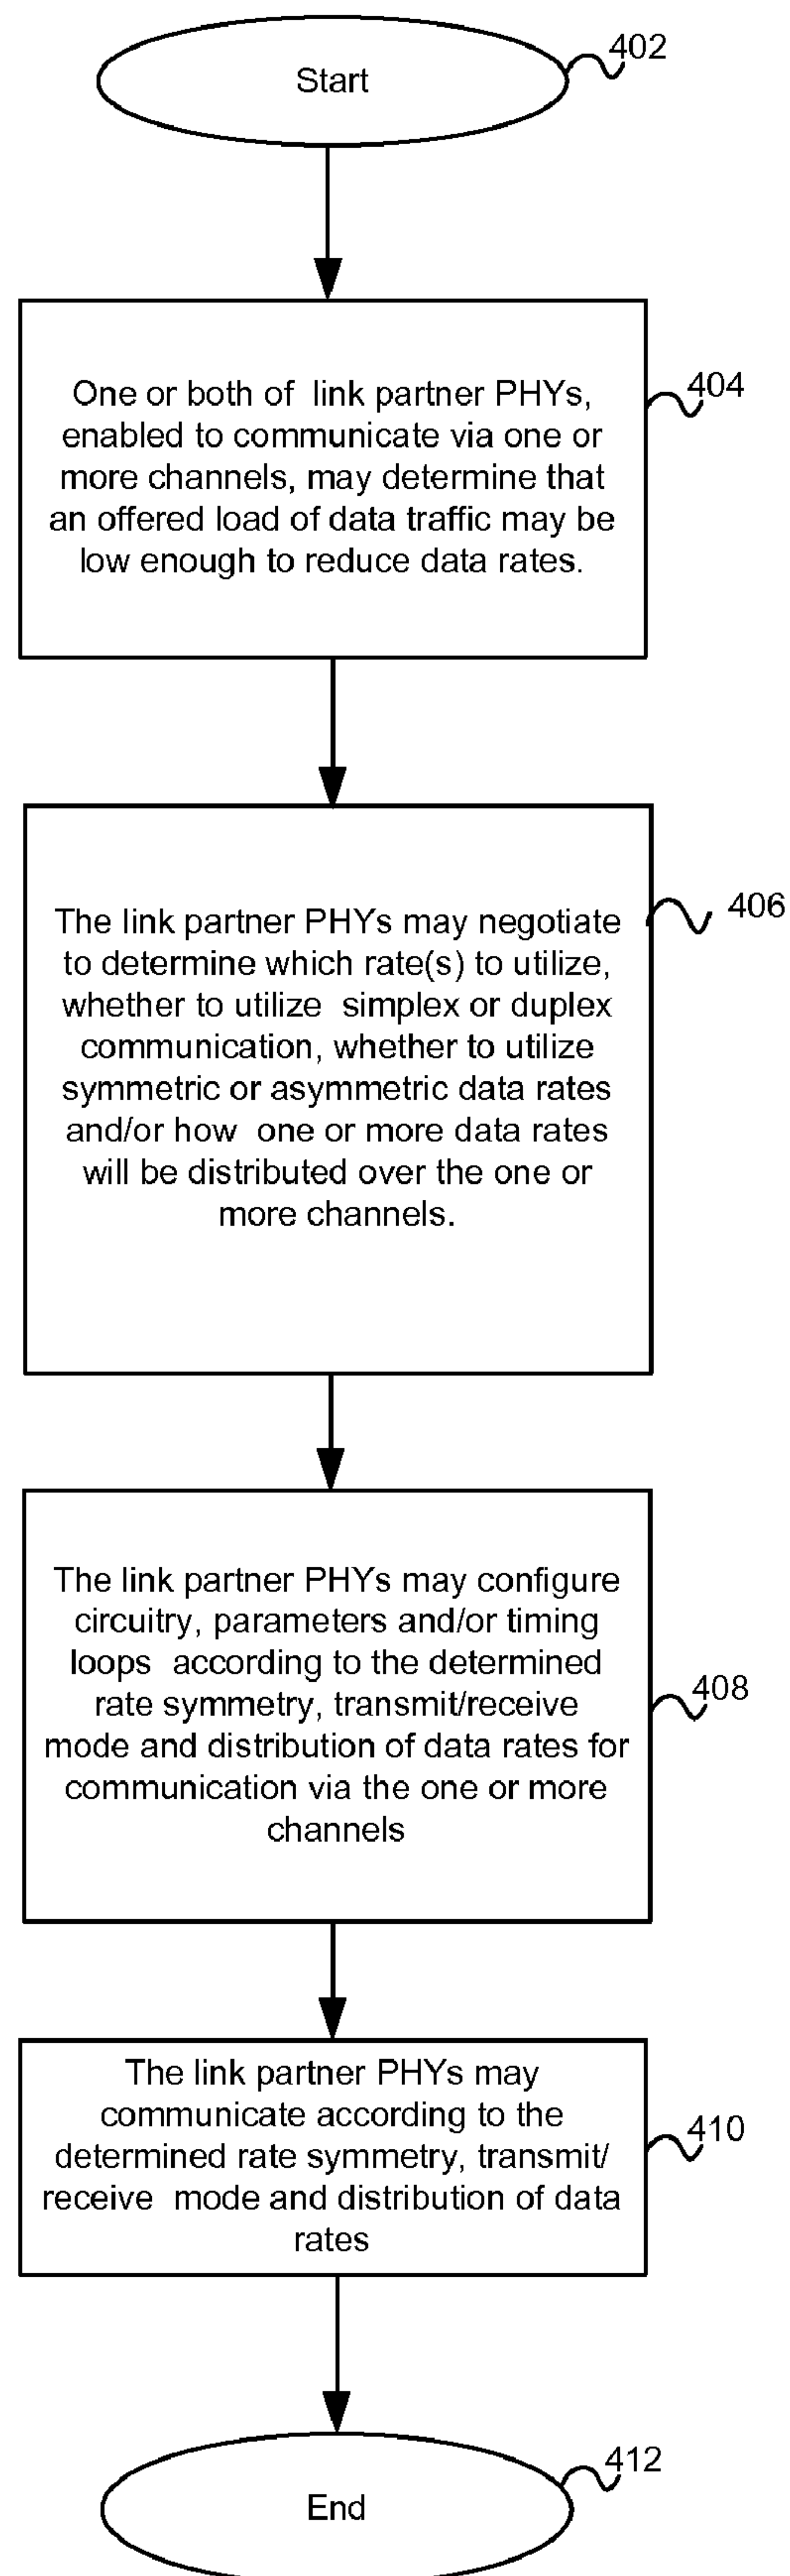 Start
402
One or both of link partner PHYs,
enabled to communicate via one or
more channels, may determine that
an offered load of data traffic may be
low enough to reduce data rates.
404
The link partner PHYs may negotiate
to determine which rate(s) to utilize,
whether to utilize simplex or duplex
communication, whether to utilize
symmetric or asymmetric data rates
and/or how one or more data rates
will be distributed over the one or
more channels.
406
The link partner PHYs may configure
circuitry, parameters and/or timing
loops according to the determined
rate symmetry, transmit/receive
mode and distribution of data rates for
communication via the one or more
channels
408
The link partner PHYs may
communicate according to the
determined rate symmetry, transmit/
receive mode and distribution of data
rates
410
End
412